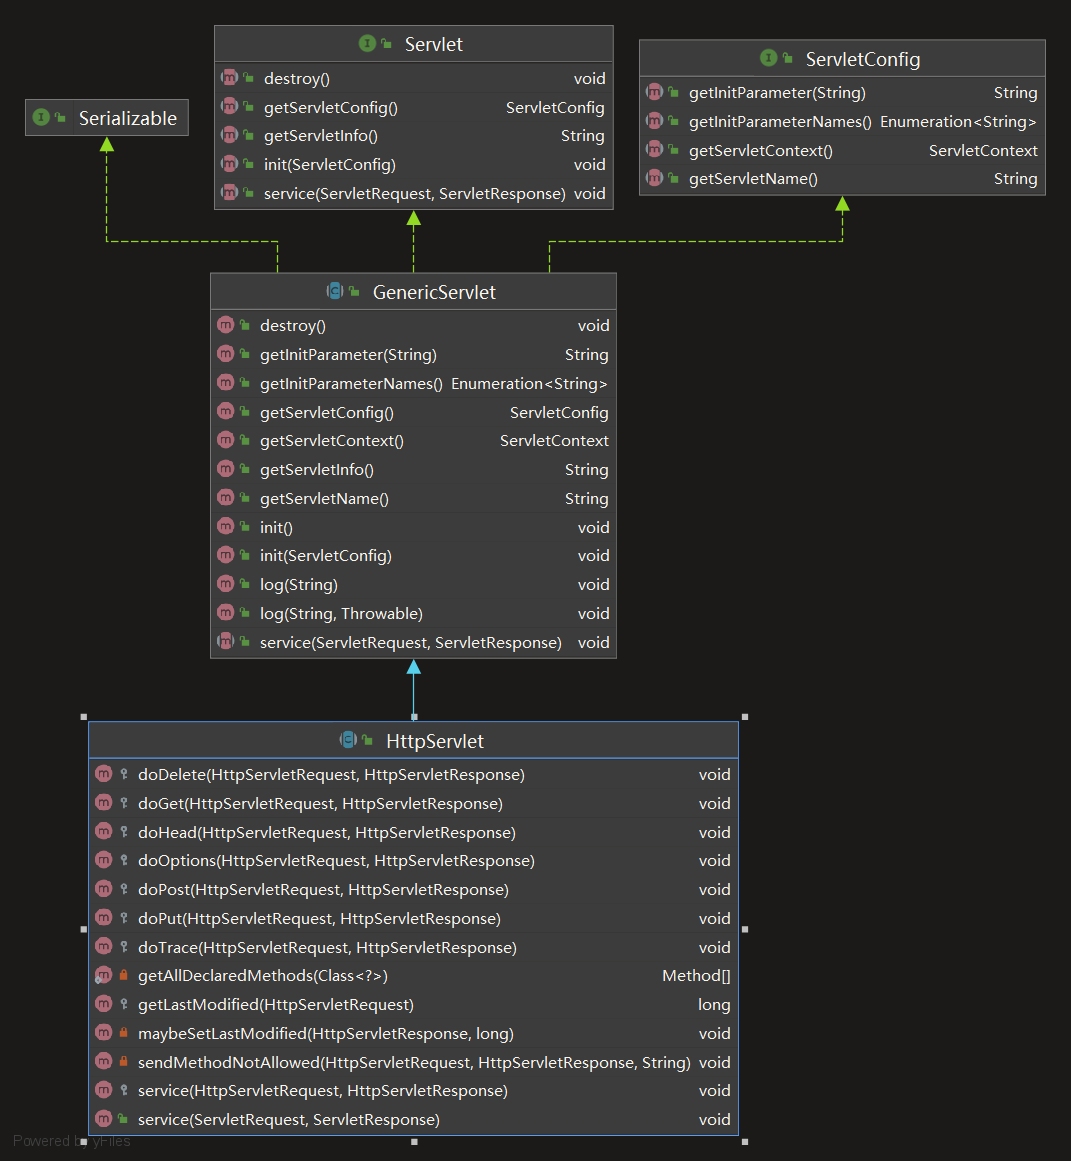 Servlet
destroy() void
getServletConfig() ServletConfig
getServletInfo() String
init(ServletConfig) void
service(ServletRequest, ServletResponse) void
ServletConfig
getInitParameter(String) String
getInitParameterNames() Enumeration<String>
getServletContext() ServletContext
getServletName() String
Serializable
GenericServlet
destroy() void
getInitParameter(String) String
getInitParameterNames() Enumeration<String>
getServletConfig() ServletConfig
getServletContext() ServletContext
getServletInfo() String
getServletName() String
init() void
init(ServletConfig) void
log(String) void
log(String, Throwable) void
service(ServletRequest, ServletResponse) void
HttpServlet
doDelete(HttpServletRequest, HttpServletResponse) void
doGet(HttpServletRequest, HttpServletResponse) void
doHead(HttpServletRequest, HttpServletResponse) void
doOptions(HttpServletRequest, HttpServletResponse) void
doPost(HttpServletRequest, HttpServletResponse) void
doPut(HttpServletRequest, HttpServletResponse) void
doTrace(HttpServletRequest, HttpServletResponse) void
getAllDeclaredMethods(Class<?>) Method[]
getLastModified(HttpServletRequest) long
maybeSetLastModified(HttpServletResponse, long) void
sendMethodNotAllowed(HttpServletRequest, HttpServletResponse, String) void
service(HttpServletRequest, HttpServletResponse) void
service(ServletRequest, ServletResponse) void
Powered by yFiles